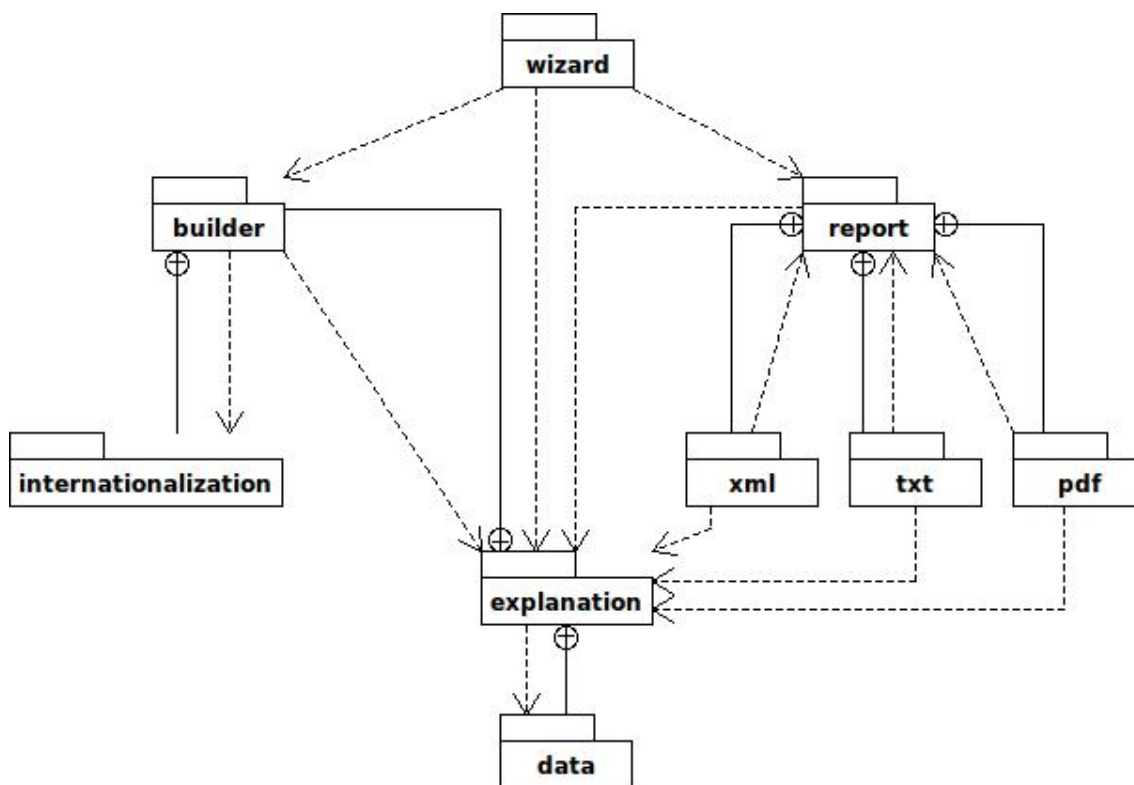 wizard
builder
report
internationalization
xml
txt
pdf
explanation
data